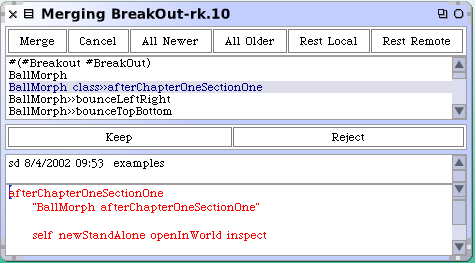 Merging BreakOut-rk.10
Merge Cancel All Newer All Older Rest Local Rest Remote
#(#Breakout #BreakOut)
BallMorph
BallMorph class>>afterChapterOneSectionOne
BallMorph>>bounceLeftRight
BallMorph>>bounceTopBottom
Keep Reject
sd 8/4/2002 09:53 examples
afterChapterOneSectionOne
"BallMorph afterChapterOneSectionOne"
self newStandAlone openInWorld inspect